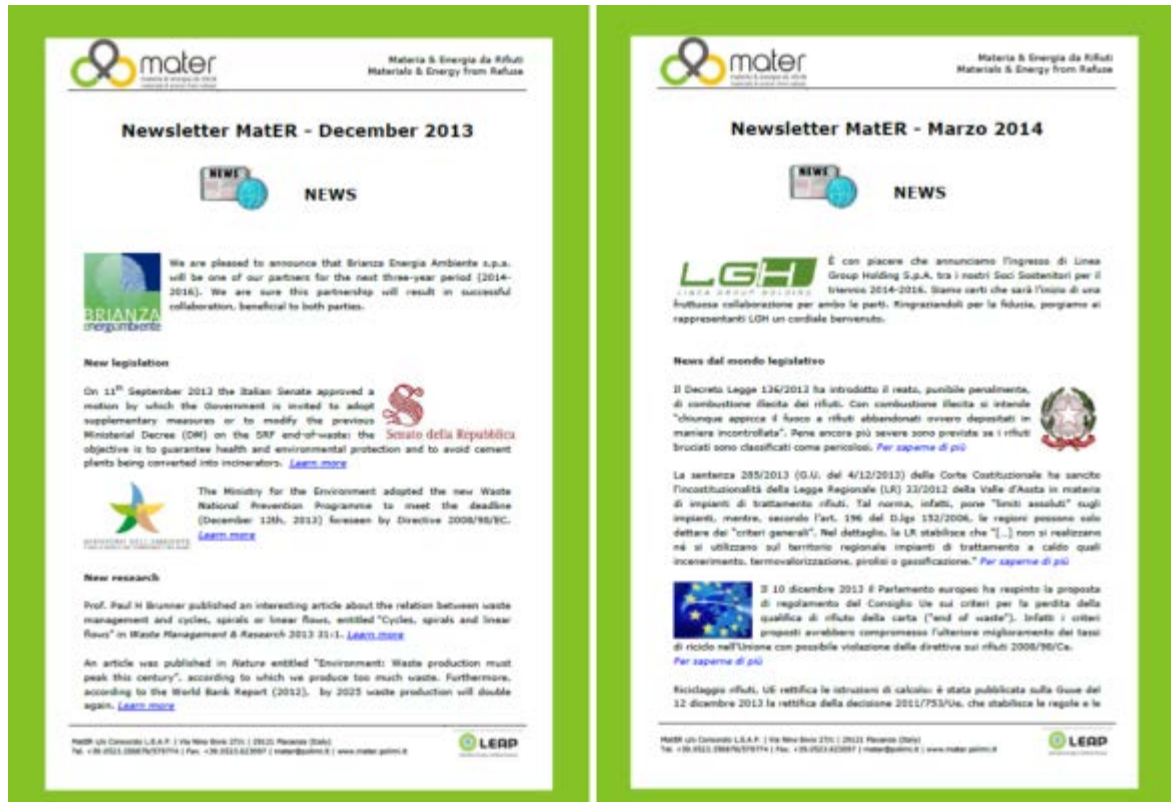 mater
Materia & Energia da Rifiuti
Materials & Energy from Refuse
Newsletter MatER - December 2013
NEWS
NEWS
We are pleased to announce that Brianza Energia Ambiente s.p.a.
will be one of our partners for the next three-year period (2014-
2016). We are sure this partnership will result in successful
collaboration, beneficial to both parties.
BRIANZA
energiambiente
New legislation
On 11th September 2013 the Italian Senate approved a
motion by which the Government is invited to adopt
supplementary measures or to modify the previous
Ministerial Decree (DM) on the SRF end-of-waste: the
objective is to guarantee health and environmental protection and to avoid cement
plants being converted into incinerators. Learn more
Senato della Repubblica
The Ministry for the Environment adopted the new Waste
National Prevention Programme to meet the deadline
(December 12th, 2013) foreseen by Directive 2008/98/EC.
Learn more
New research
Prof. Paul H Brunner published an interesting article about the relation between waste
management and cycles, spirals or linear flows, entitled "Cycles, spirals and linear
flows" in Waste Management & Research 2013 31:1. Learn more
An article was published in Nature entitled "Environment: Waste production must
peak this century", according to which we produce too much waste. Furthermore,
according to the World Bank Report (2012), by 2025 waste production will double
again. Learn more
MatER c/o Consorzio L.E.A.P. | Via Nino Bixio 27/c | 29121 Piacenza (Italy)
LEAP
mater
Materia & Energia da Rifiuti
Materials & Energy from Refuse
Newsletter MatER - Marzo 2014
NEWS
NEWS
LGH
LINEA GROUP HOLDING
È con piacere che annunciamo l'ingresso di Linea
Group Holding S.p.A. tra i nostri Soci Sostenitori per il
triennio 2014-2016. Siamo certi che sarà l'inizio di una
fruttuosa collaborazione per ambo le parti. Ringraziandoli per la fiducia, porgiamo ai
rappresentanti LGH un cordiale benvenuto.
News dal mondo legislativo
Il Decreto Legge 136/2013 ha introdotto il reato, punibile penalmente,
di combustione illecita dei rifiuti. Con combustione illecita si intende
"chiunque appicca il fuoco a rifiuti abbandonati ovvero depositati in
maniera incontrollata". Pene ancora più severe sono previste se i rifiuti
bruciati sono classificati come pericolosi. Per saperne di più
La sentenza 285/2013 (G.U. del 4/12/2013) della Corte Costituzionale ha sancito
l'incostituzionalità della Legge Regionale (LR) 33/2012 della Valle d'Aosta in materia
di impianti di trattamento rifiuti. Tal norma, infatti, pone "limiti assoluti" sugli
impianti, mentre, secondo l'art. 196 del D.lgs 152/2006, le regioni possono solo
dettare dei "criteri generali". Nel dettaglio, la LR stabilisce che "[...] non si realizzano
né si utilizzano sul territorio regionale impianti di trattamento a caldo quali
incenerimento, termovalorizzazione, pirolisi o gassificazione." Per saperne di più
Il 10 dicembre 2013 il Parlamento europeo ha respinto la proposta
di regolamento del Consiglio Ue sui criteri per la perdita della
qualifica di rifiuto della carta ("end of waste"). Infatti i criteri
proposti avrebbero compromesso l'ulteriore miglioramento dei tassi
di riciclo nell'Unione con possibile violazione della direttiva sui rifiuti 2008/98/Ce.
Per saperne di più
Riciclaggio rifiuti, UE rettifica le istruzioni di calcolo: è stata pubblicata sulla Guue del
12 dicembre 2013 la rettifica della decisione 2011/753/Ue, che stabilisce le regole e le
MatER c/o Consorzio L.E.A.P. | Via Nino Bixio 27/c | 29121 Piacenza (Italy)
LEAP